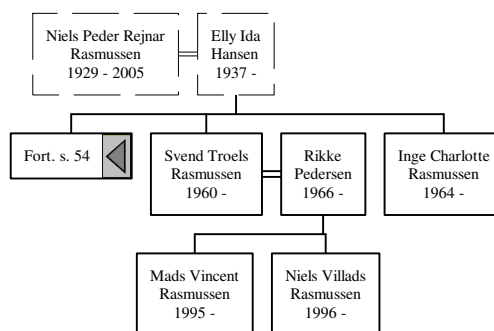 Niels Peder Rejnar
Rasmussen
1929 - 2005
Elly Ida
Hansen
1937 -
Fort. s. 54
Svend Troels
Rasmussen
1960 -
Rikke
Pedersen
1966 -
Inge Charlotte
Rasmussen
1964 -
Mads Vincent
Rasmussen
1995 -
Niels Villads
Rasmussen
1996 -